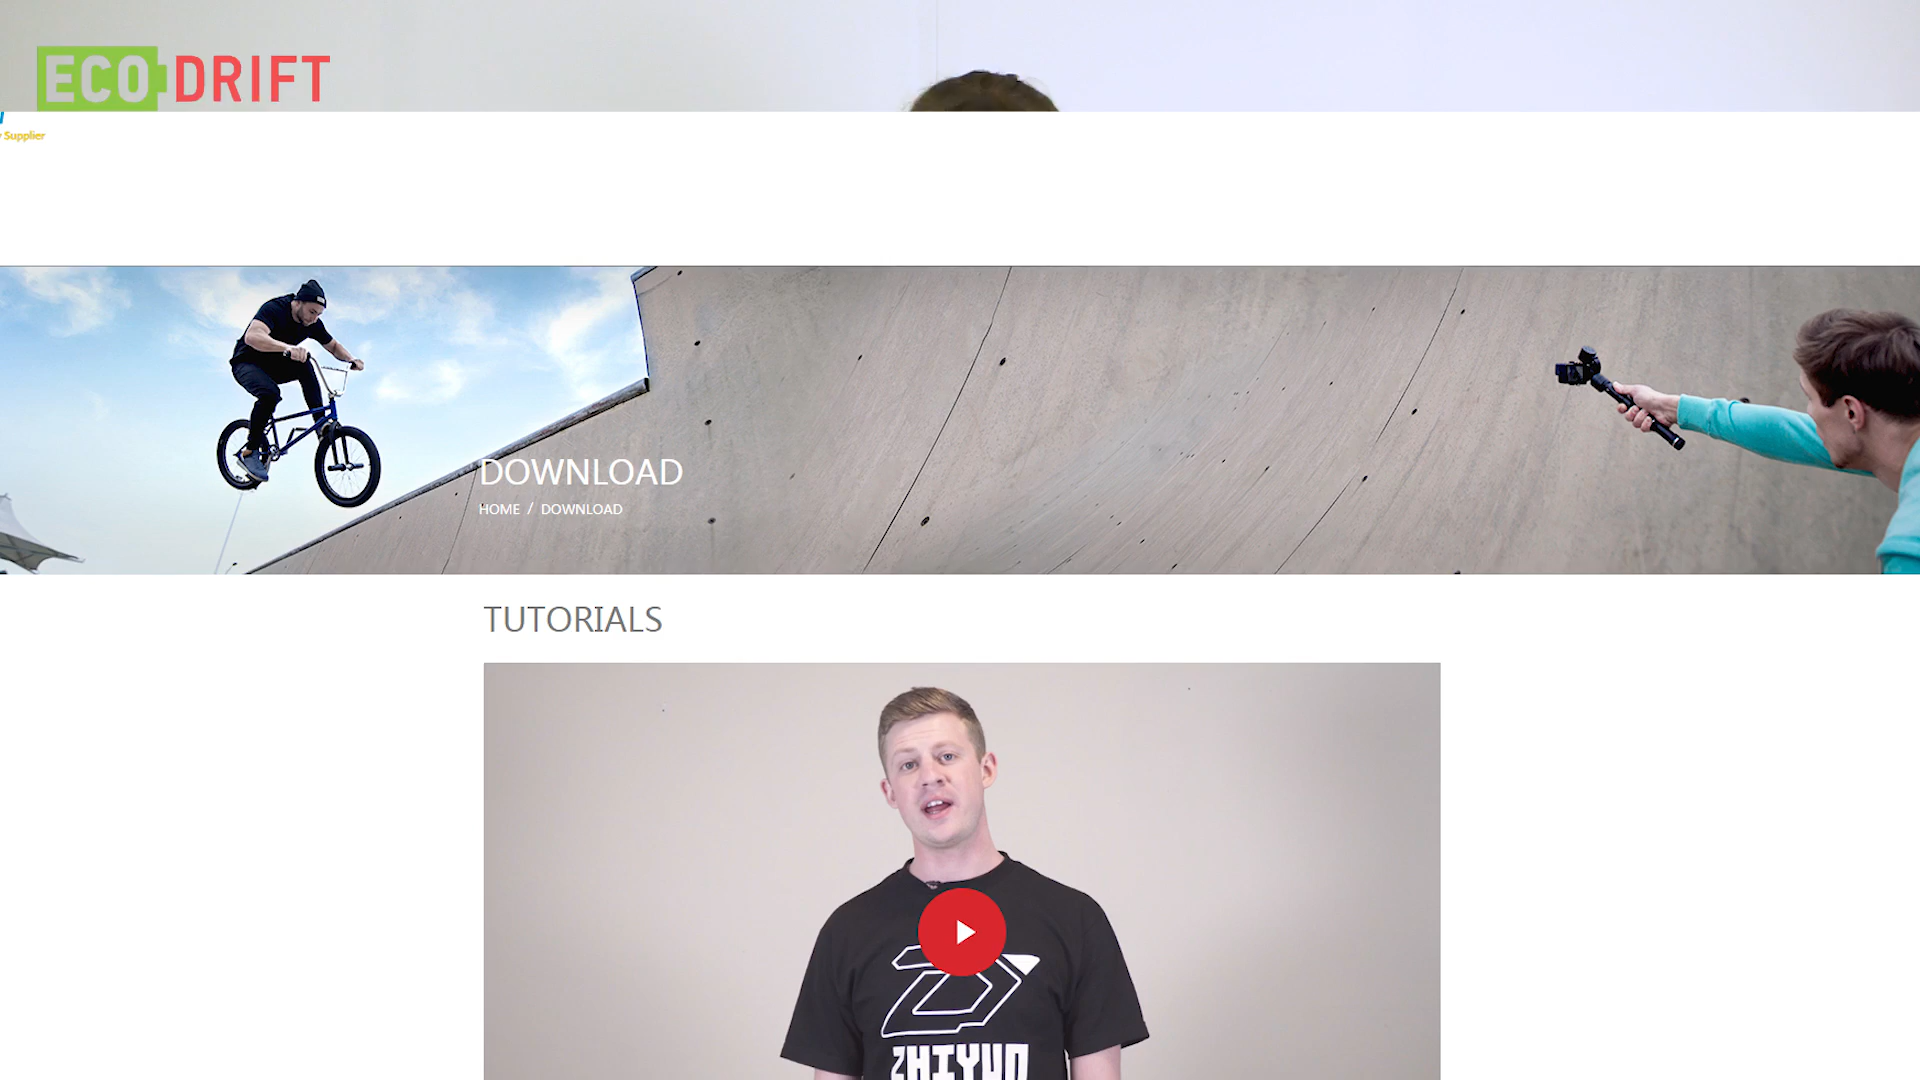 ECO DRIFT
Supplier
DOWNLOAD
HOME / DOWNLOAD
TUTORIALS
ZHIYUN